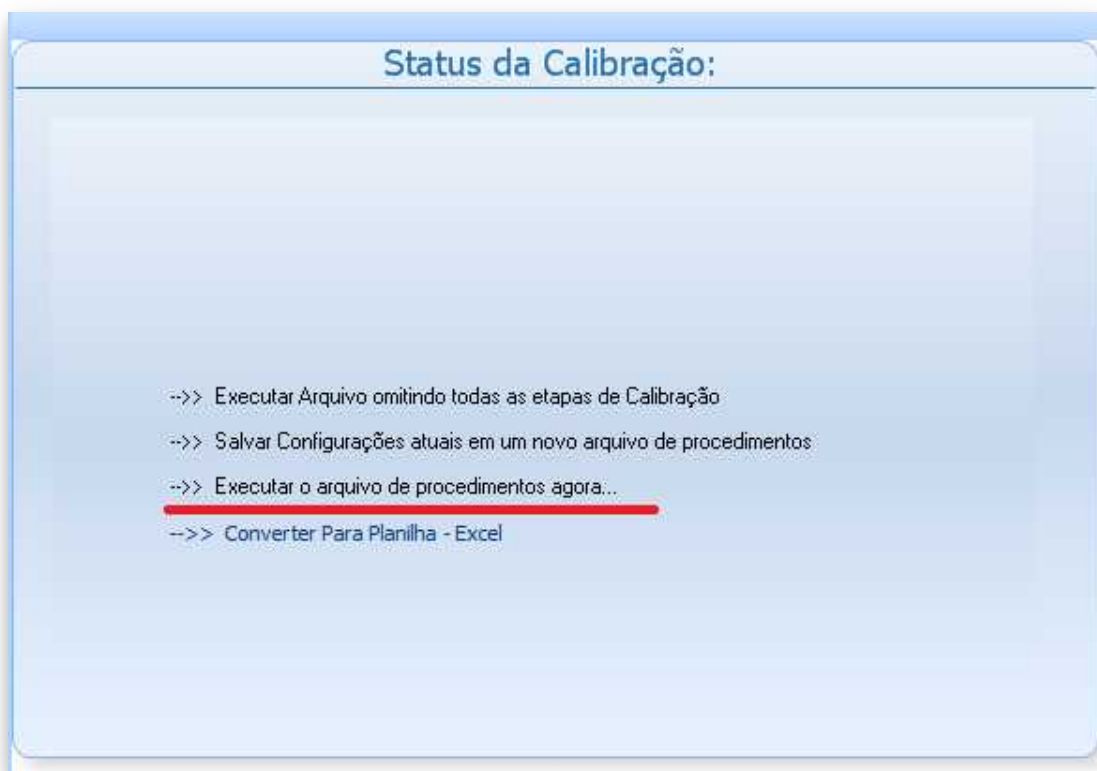 Status da Calibração:
-->> Executar Arquivo omitindo todas as etapas de Calibração
-->> Salvar Configurações atuais em um novo arquivo de procedimentos
-->> Executar o arquivo de procedimentos agora...
-->> Converter Para Planilha - Excel